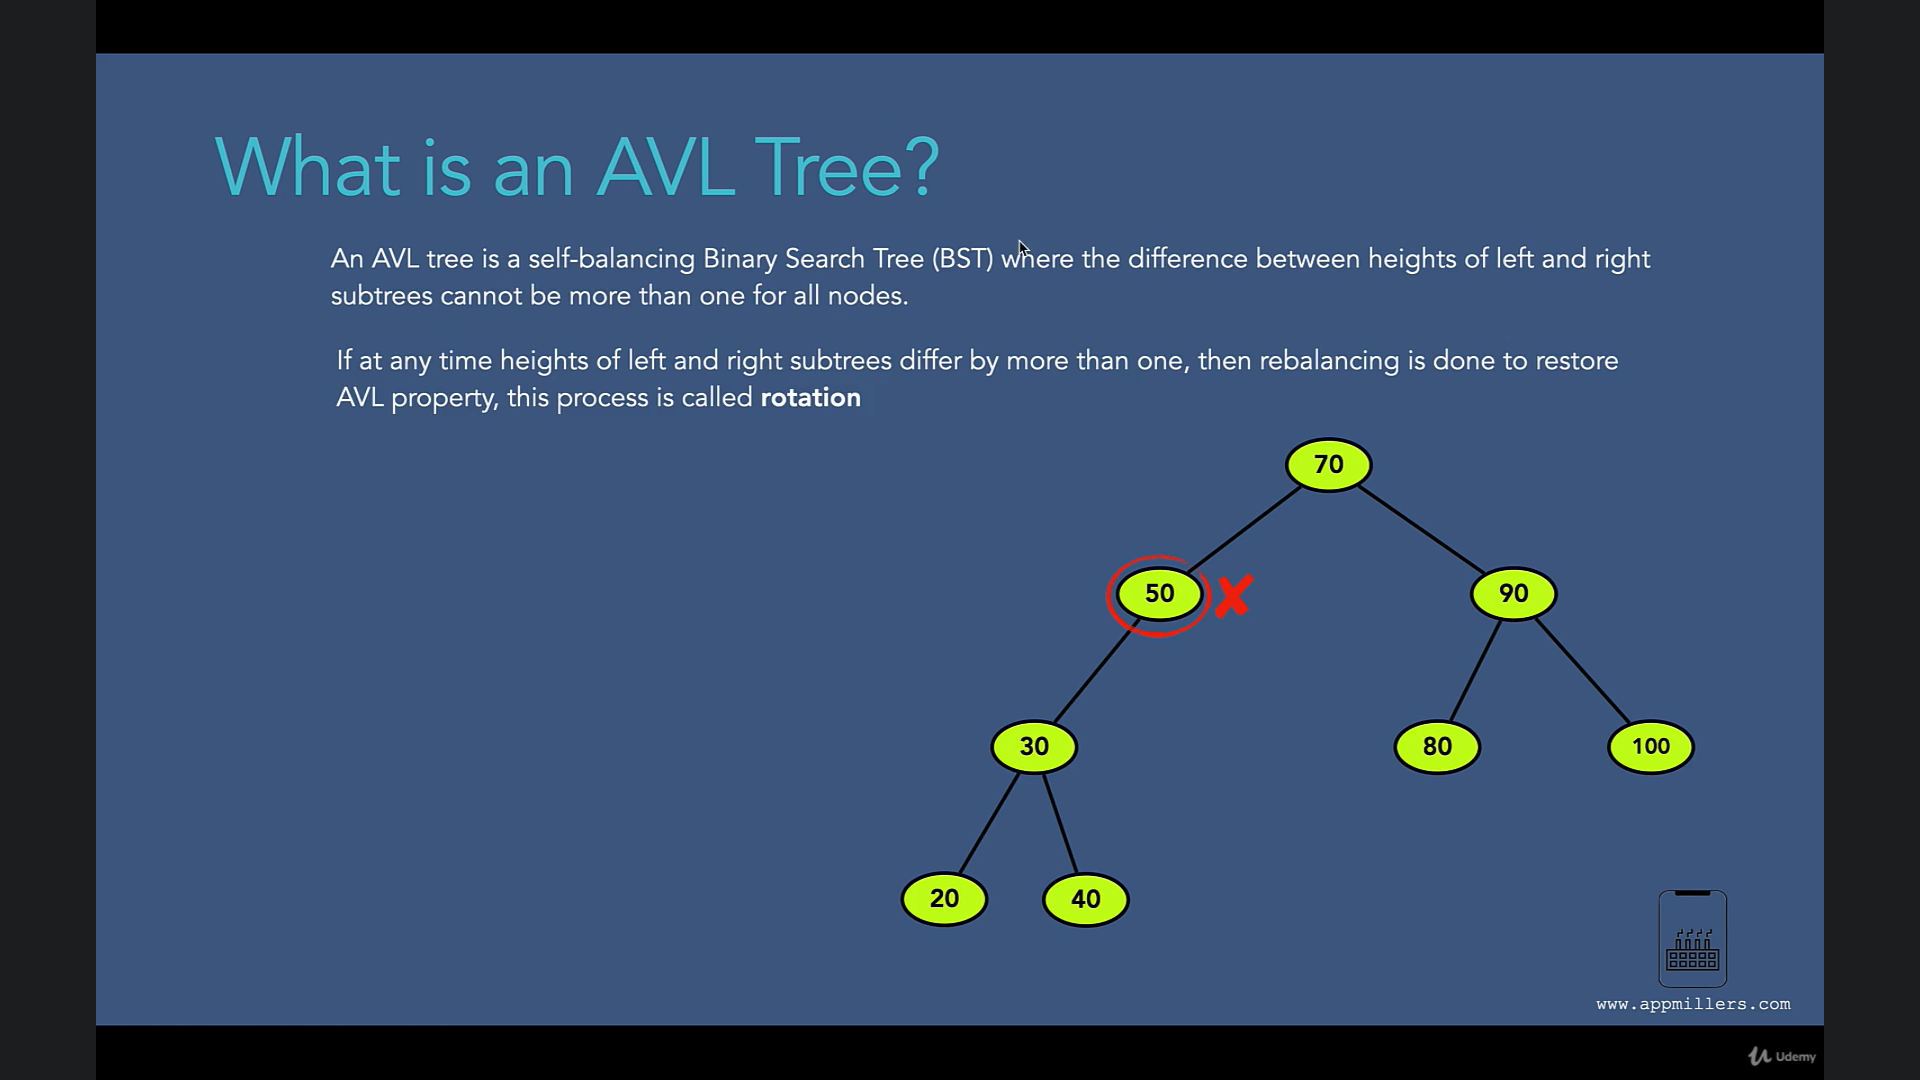 What is an AVL Tree?
An AVL tree is a self-balancing Binary Search Tree (BST) where the difference between heights of left and right
subtrees cannot be more than one for all nodes.
If at any time heights of left and right subtrees differ by more than one, then rebalancing is done to restore
AVL property, this process is called rotation
70
50
90
30
80
100
20
40
www.appmillers.com
Udemy